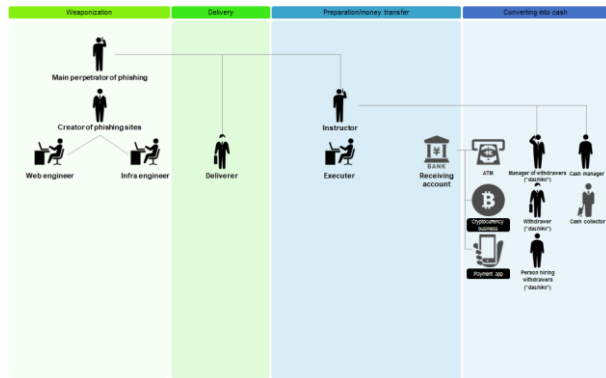 Weaponization
Delivery
Preparation/money transfer
Converting into cash
Main perpetrator of phishing
Creator of phishing sites
Web engineer
Infra engineer
Deliverer
Instructor
Executer
¥
BANK
Receiving
account
ATM
Manager of withdrawers
("dashiko")
Cash manager
Cryptocurrency
business
Withdrawer
("dashiko")
Cash collector
Payment app
Person hiring
withdrawers
("dashiko")